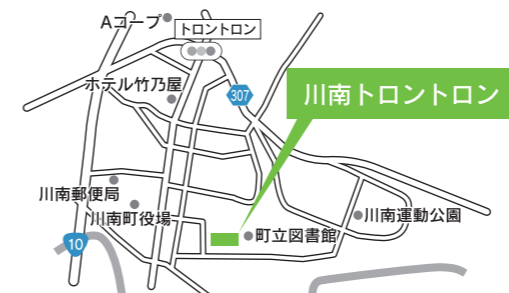 Aコープ
トロントロン
ホテル竹乃屋
307
川南トロントロン
川南郵便局
川南町役場
川南運動公園
10
町立図書館